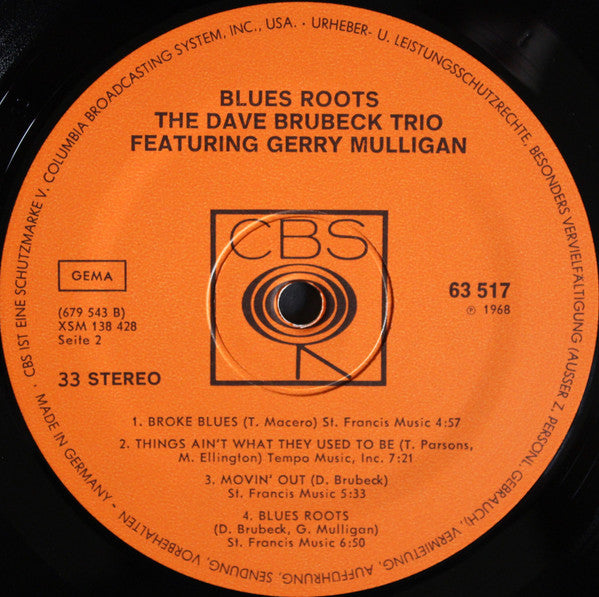 BLUES ROOTS
THE DAVE BRUBECK TRIO
FEATURING GERRY MULLIGAN
CBS
GEMA
(679 543 B)
XSM 138 428
Seite 2
33 STEREO
63 517
℗ 1968
1. BROKE BLUES (T. Macero) St. Francis Music 4:57
2. THINGS AIN'T WHAT THEY USED TO BE (T. Parsons,
M. Ellington) Tempo Music, Inc. 7:21
3. MOVIN' OUT (D. Brubeck)
St. Francis Music 5:33
4. BLUES ROOTS
(D. Brubeck, G. Mulligan)
St. Francis Music 6:50
· CBS IST EINE SCHUTZMARKE V. COLUMBIA BROADCASTING SYSTEM, INC., USA. · URHEBER- U. LEISTUNGSSCHUTZRECHTE, BESONDERS VERVIELFÄLTIGUNG (AUSSER Z. PERSÖNL. GEBRAUCH), VERMIETUNG, AUFFÜHRUNG, SENDUNG, VORBEHALTEN · MADE IN GERMANY